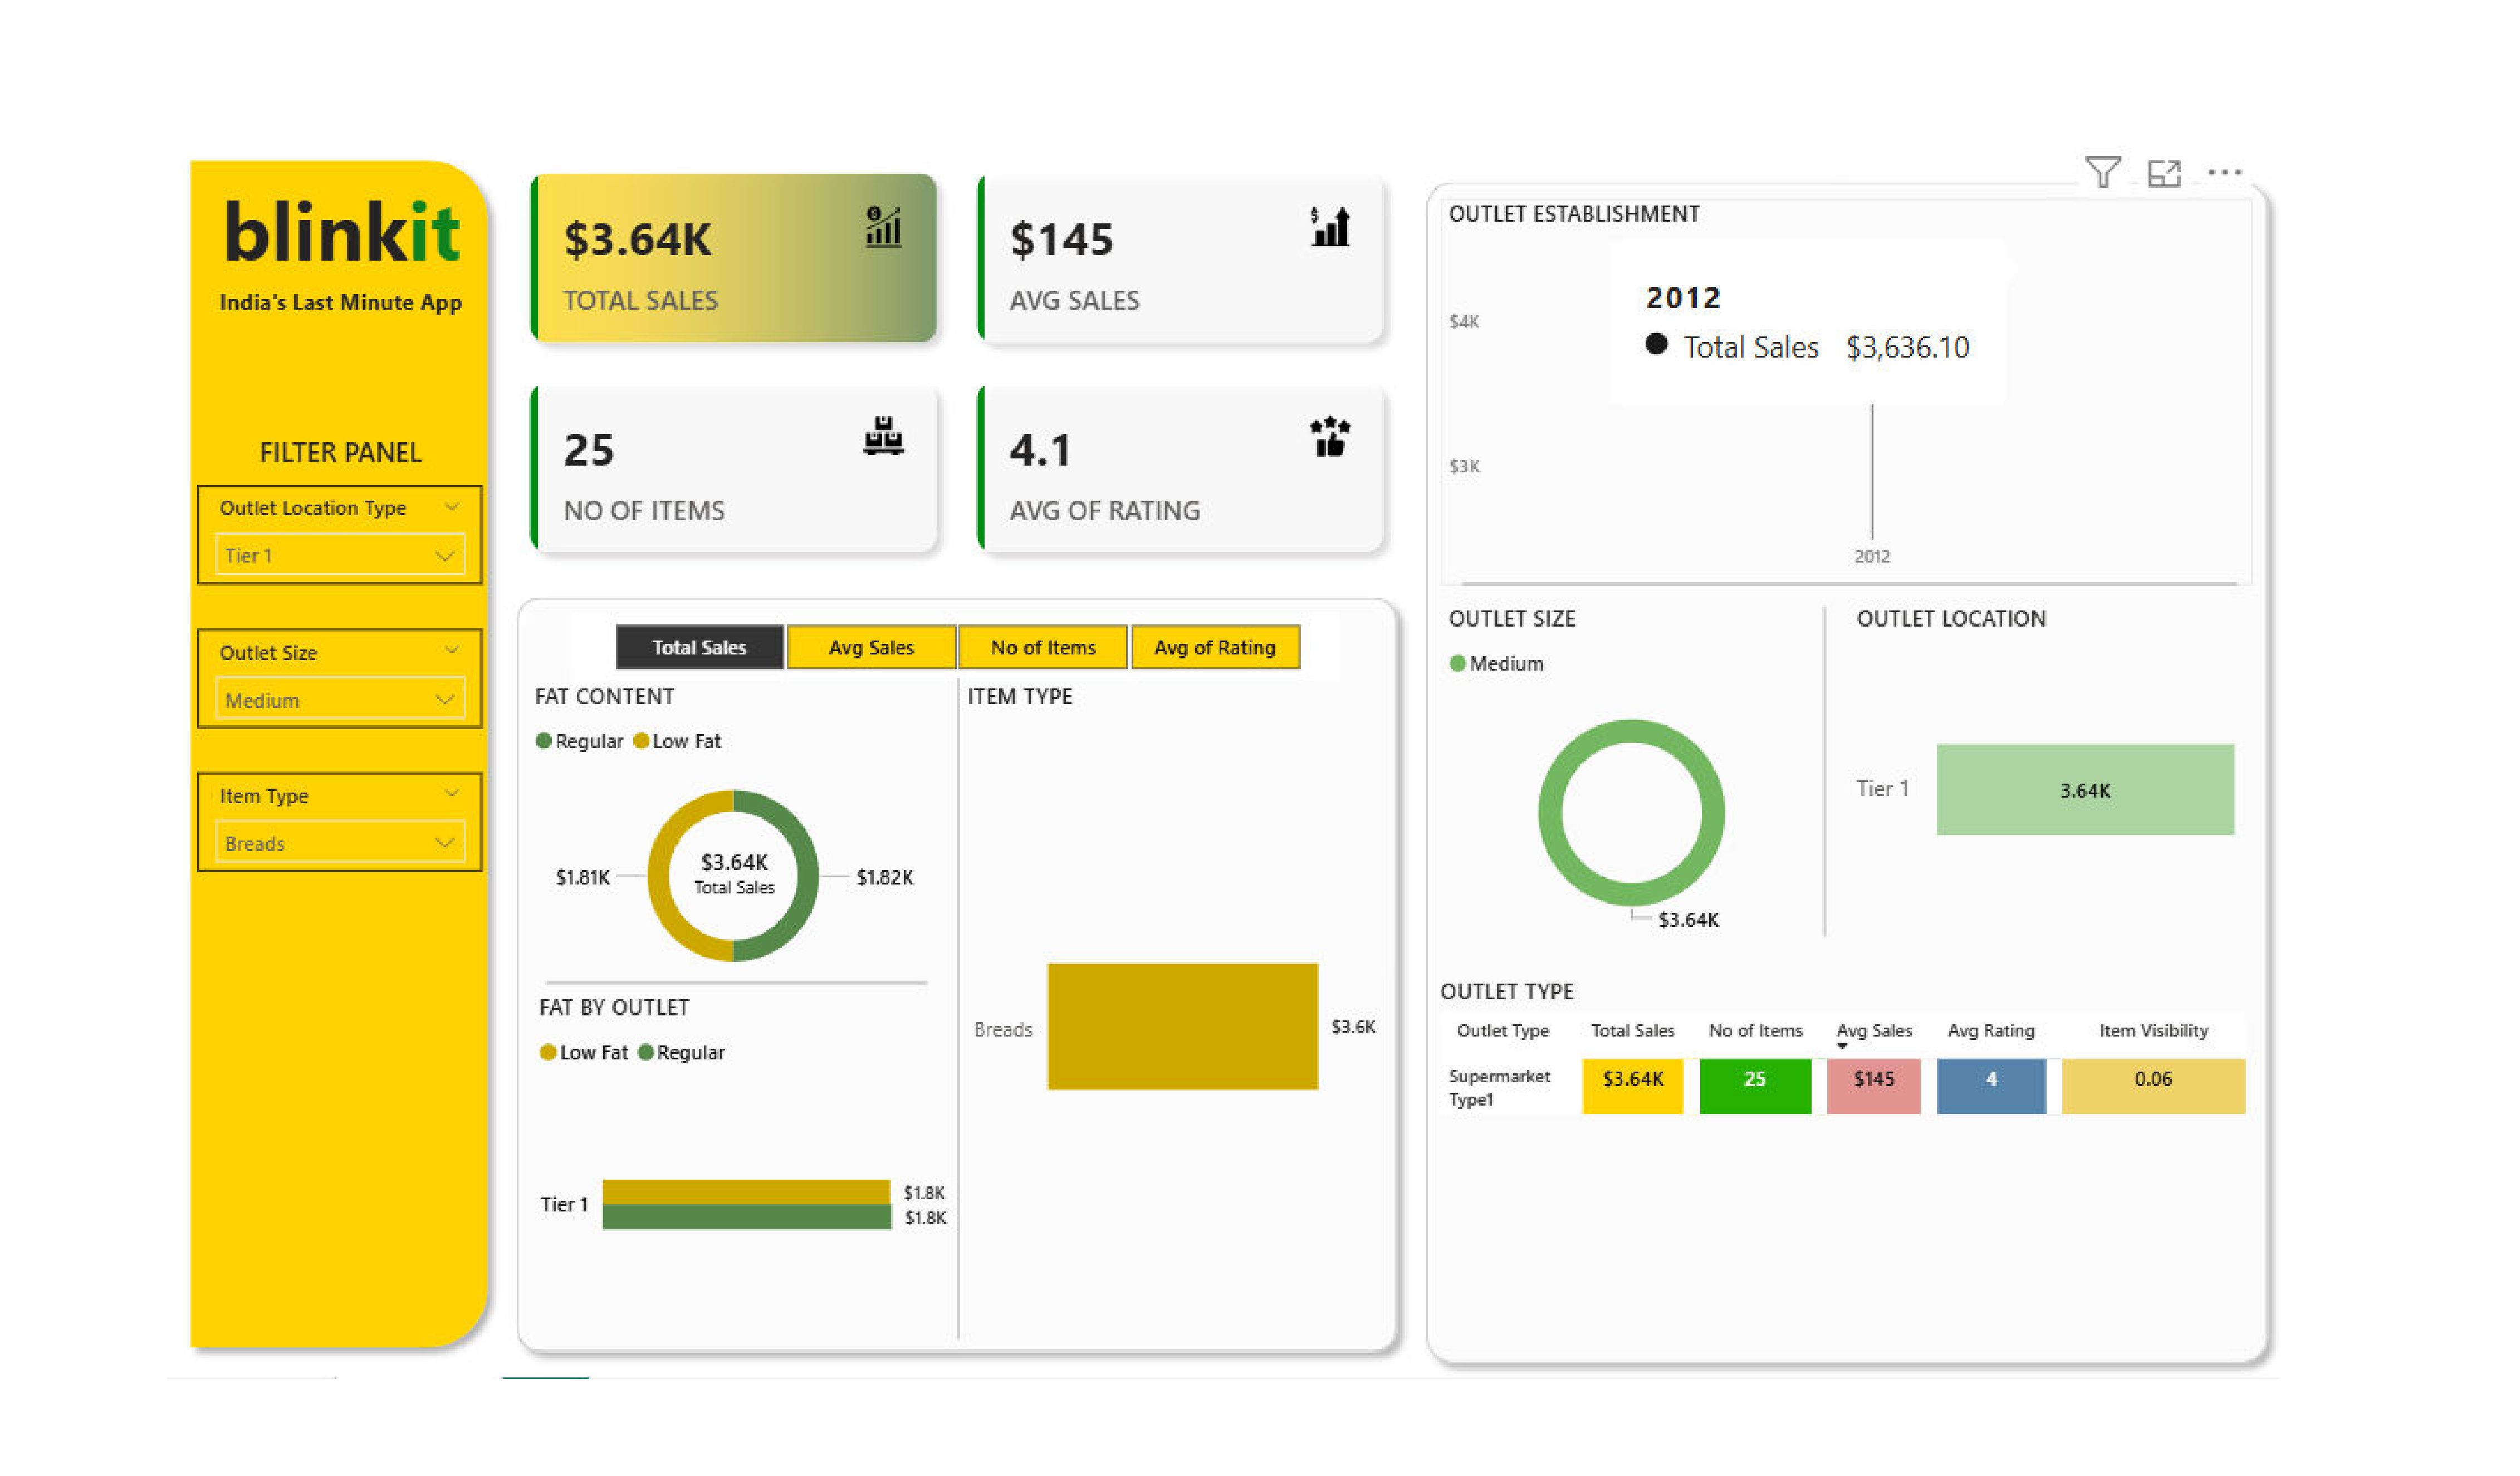 blinkit
India's Last Minute App
FILTER PANEL
Outlet Location Type
Tier 1
Outlet Size
Medium
Item Type
Breads
$3.64K
TOTAL SALES
$145
AVG SALES
25
NO OF ITEMS
4.1
AVG OF RATING
Total Sales
Avg Sales
No of Items
Avg of Rating
FAT CONTENT
Regular
Low Fat
$1.81K
$3.64K
Total Sales
$1.82K
FAT BY OUTLET
Low Fat
Regular
Tier 1
$1.8K
$1.8K
ITEM TYPE
Breads
$3.6K
OUTLET ESTABLISHMENT
$4K
$3K
2012
Total Sales $3,636.10
2012
OUTLET SIZE
Medium
$3.64K
OUTLET LOCATION
Tier 1
3.64K
OUTLET TYPE
Outlet Type Total Sales No of Items Avg Sales Avg Rating Item Visibility
Supermarket $3.64K 25 $145 4 0.06
Type1